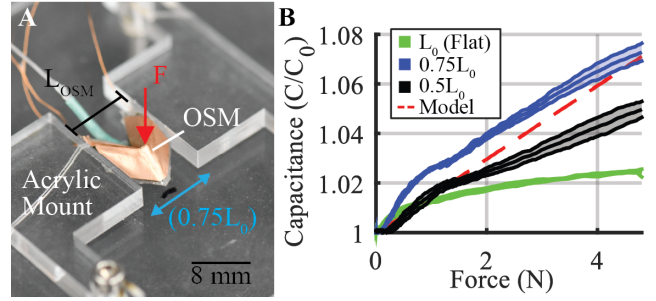 A
L_OSM
F
OSM
Acrylic
Mount
(0.75L₀)
8 mm
B
Capacitance (C/C₀)
1.08
1.06
1.04
1.02
1
L₀ (Flat)
0.75L₀
0.5L₀
Model
0
2
4
Force (N)